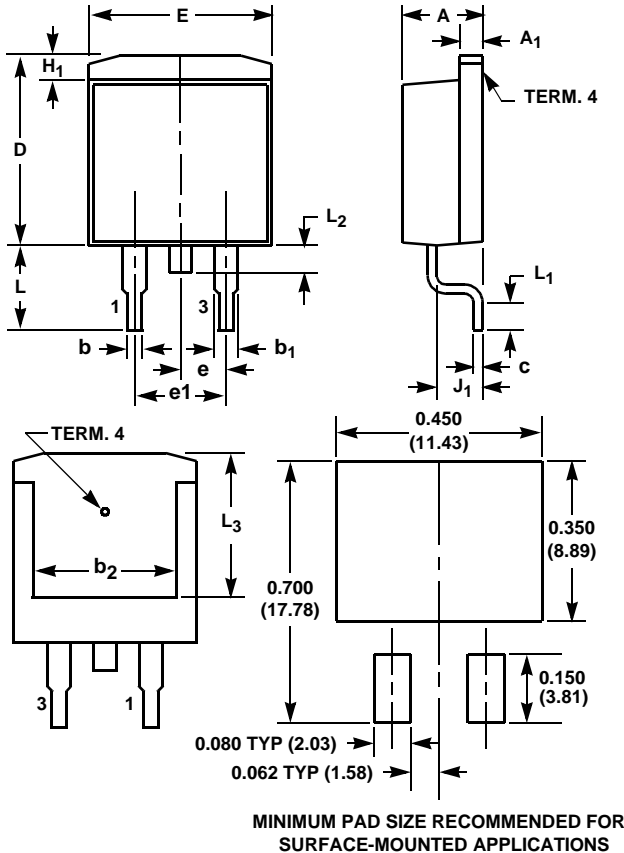 E
A
A1
H1
TERM. 4
D
L2
L
L1
1
3
b
b1
e
c
e1
J1
TERM. 4
0.450
(11.43)
L3
0.350
(8.89)
b2
0.700
(17.78)
3
1
0.150
(3.81)
0.080 TYP (2.03)
0.062 TYP (1.58)
MINIMUM PAD SIZE RECOMMENDED FOR
SURFACE-MOUNTED APPLICATIONS